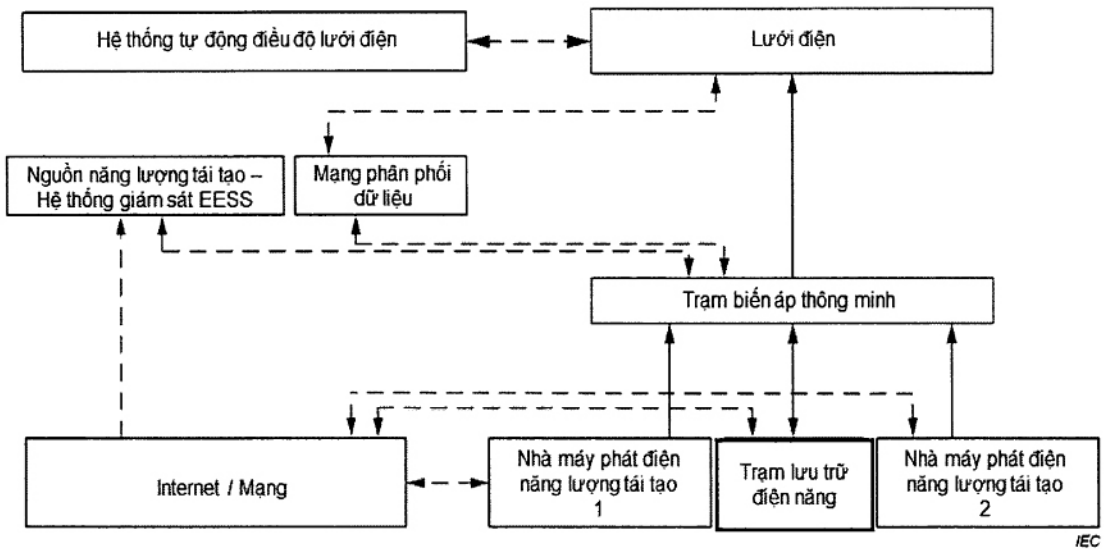 Hệ thống tự động điều độ lưới điện
Lưới điện
Nguồn năng lượng tái tạo –
Hệ thống giám sát EESS
Mạng phân phối
dữ liệu
Trạm biến áp thông minh
Internet / Mạng
Nhà máy phát điện
năng lượng tái tạo
1
Trạm lưu trữ
điện năng
Nhà máy phát điện
năng lượng tái tạo
2
IEC